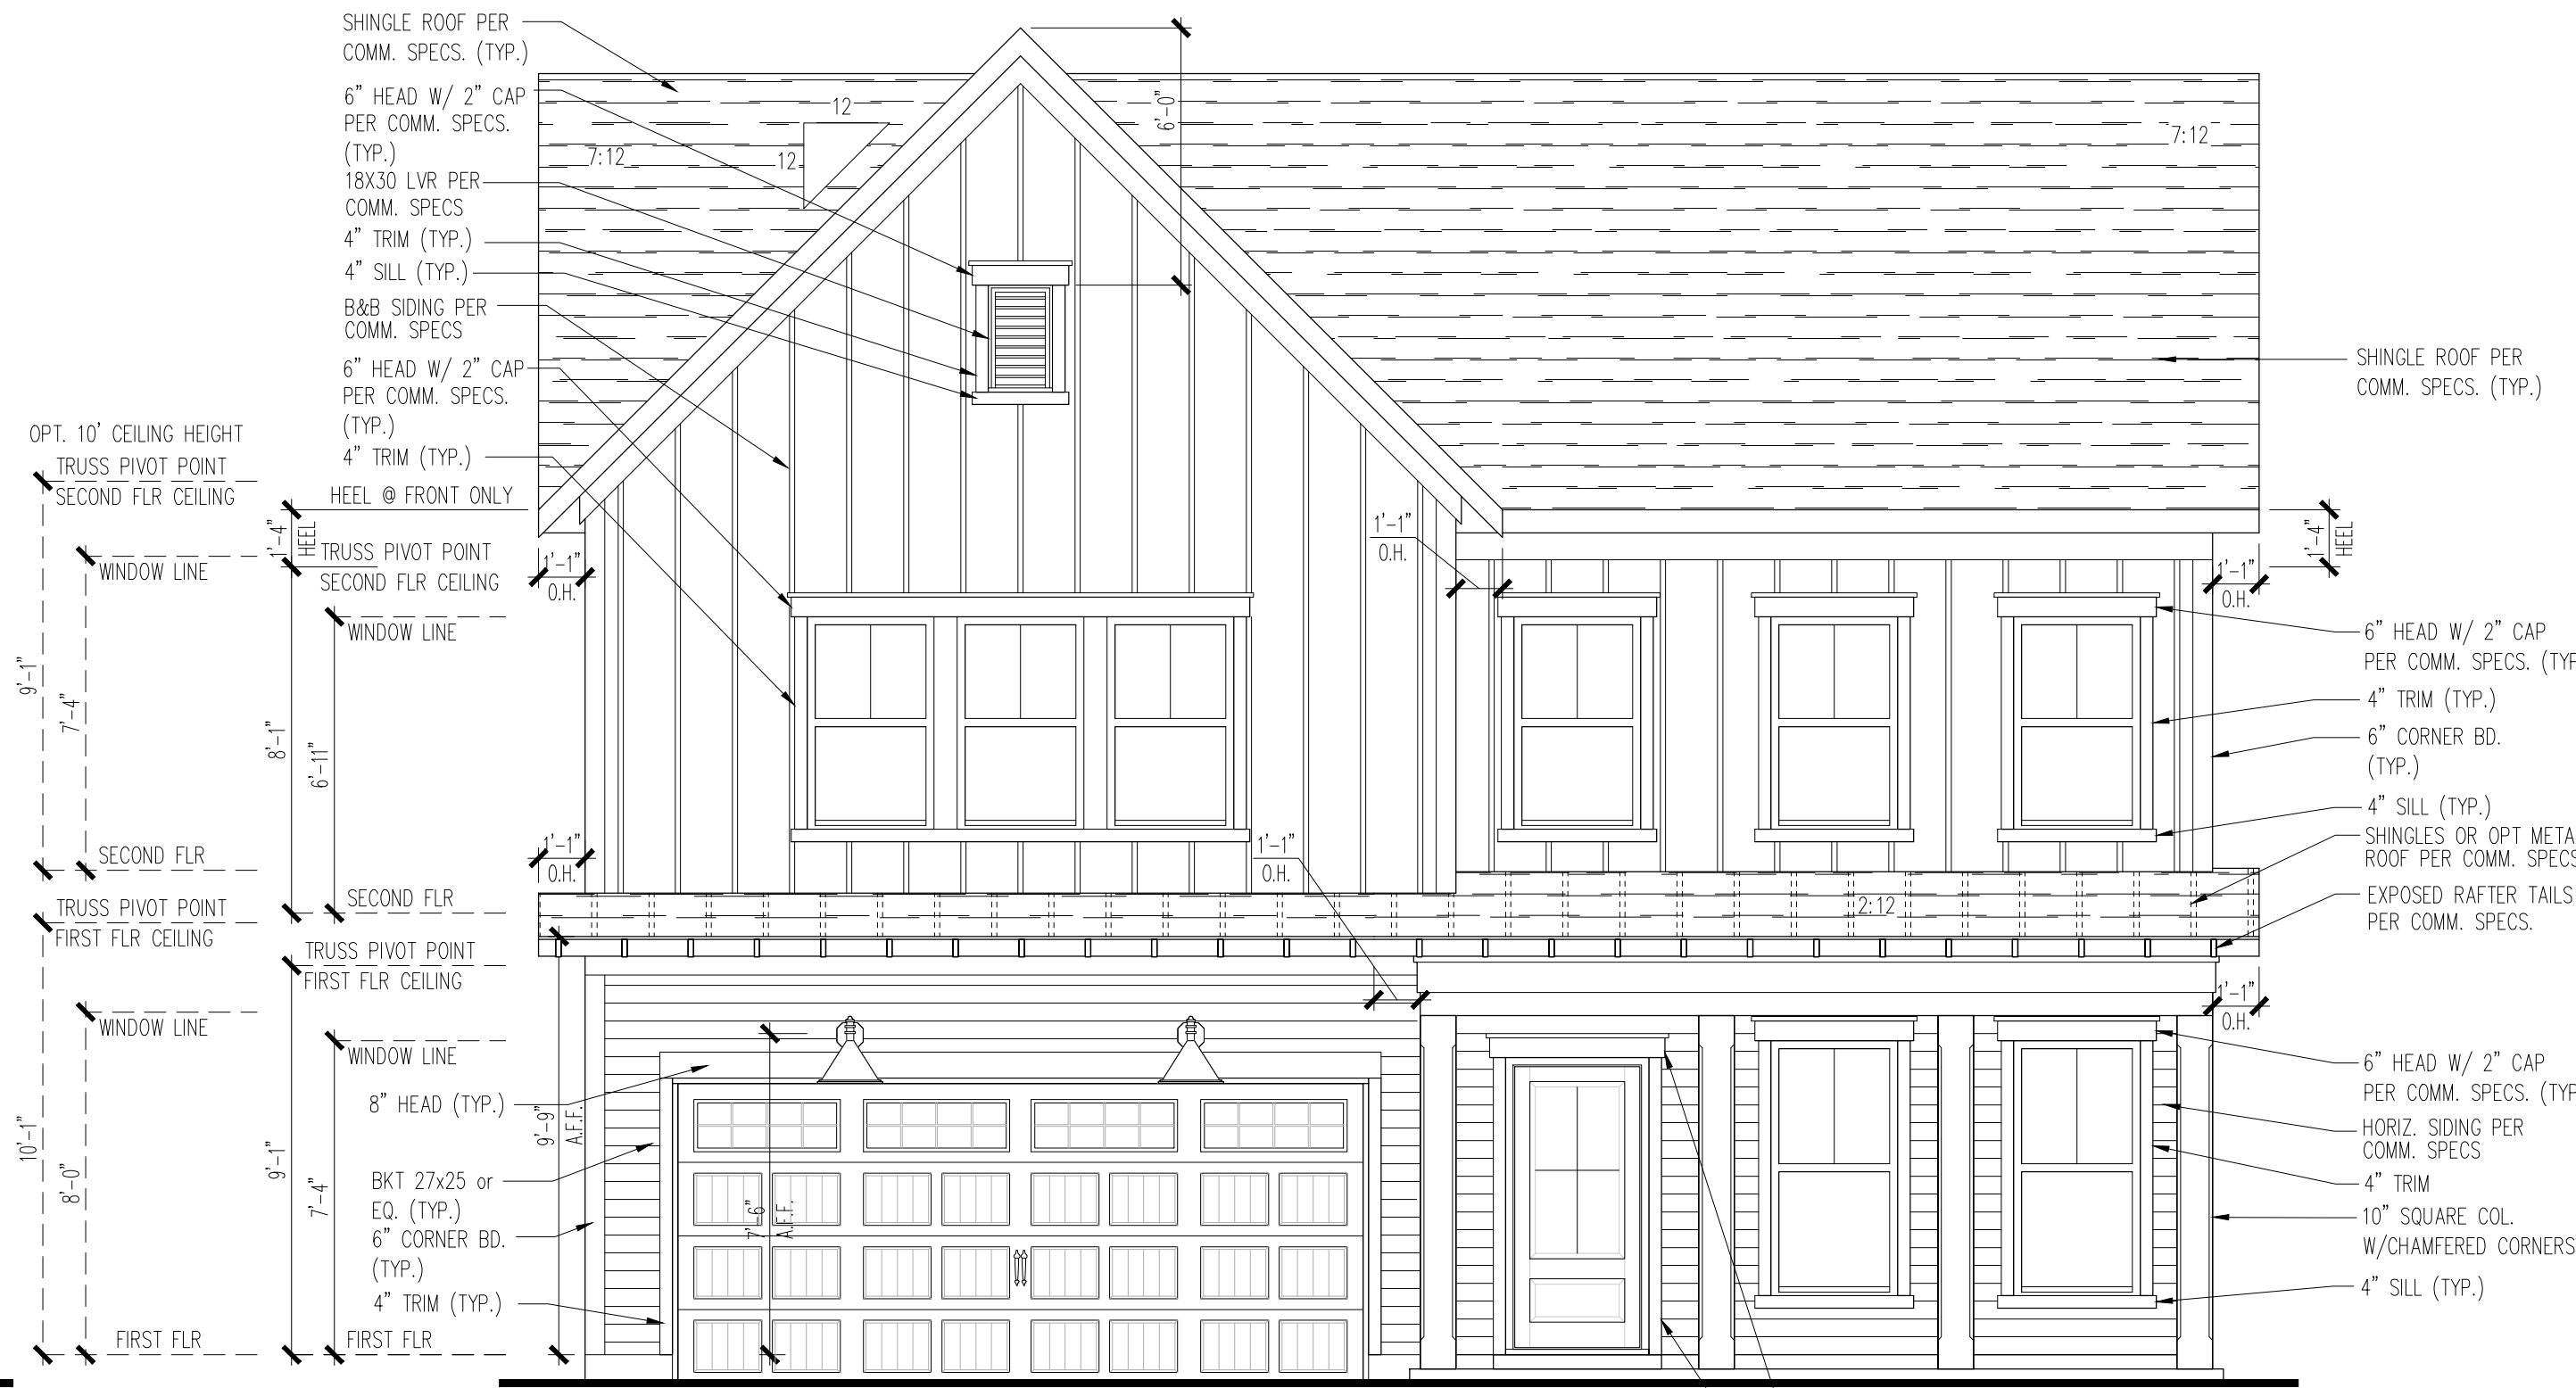 SHINGLE ROOF PER
COMM. SPECS. (TYP.)
6" HEAD W/ 2" CAP
PER COMM. SPECS.
(TYP.)
18X30 LVR PER
COMM. SPECS
4" TRIM (TYP.)
4" SILL (TYP.)
B&B SIDING PER
COMM. SPECS
6" HEAD W/ 2" CAP
PER COMM. SPECS.
(TYP.)
4" TRIM (TYP.)
12
12
7:12
6'-0"
7:12
SHINGLE ROOF PER
COMM. SPECS. (TYP.)
OPT. 10' CEILING HEIGHT
TRUSS PIVOT POINT
SECOND FLR CEILING
HEEL @ FRONT ONLY
1'-4"
HEEL
TRUSS PIVOT POINT
SECOND FLR CEILING
WINDOW LINE
WINDOW LINE
9'-1"
7'-4"
8'-1"
6'-11"
1'-1"
O.H.
1'-1"
O.H.
1'-4"
HEEL
1'-1"
O.H.
6" HEAD W/ 2" CAP
PER COMM. SPECS. (TYP
4" TRIM (TYP.)
6" CORNER BD.
(TYP.)
4" SILL (TYP.)
SHINGLES OR OPT META
ROOF PER COMM. SPECS
EXPOSED RAFTER TAILS
PER COMM. SPECS.
1'-1"
O.H.
1'-1"
O.H.
2:12
SECOND FLR
SECOND FLR
TRUSS PIVOT POINT
FIRST FLR CEILING
TRUSS PIVOT POINT
FIRST FLR CEILING
WINDOW LINE
WINDOW LINE
1'-1"
O.H.
10'-1"
8'-0"
9'-1"
7'-4"
9'-9"
A.F.F.
7'-6"
A.F.F.
8" HEAD (TYP.)
BKT 27x25 or
EQ. (TYP.)
6" CORNER BD.
(TYP.)
4" TRIM (TYP.)
FIRST FLR
FIRST FLR
6" HEAD W/ 2" CAP
PER COMM. SPECS. (TYP
HORIZ. SIDING PER
COMM. SPECS
4" TRIM
10" SQUARE COL.
W/CHAMFERED CORNERS
4" SILL (TYP.)